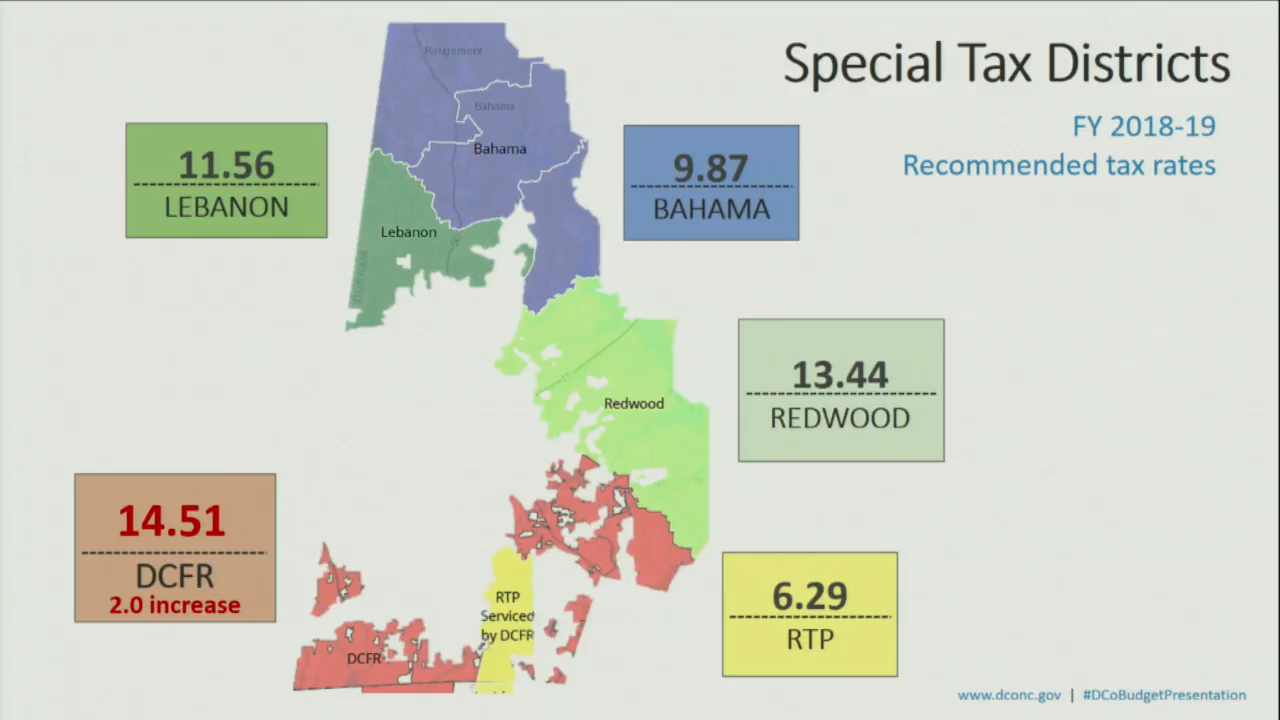 Special Tax Districts
FY 2018-19
Recommended tax rates
Rougemont
Bahama
Bahama
11.56
LEBANON
9.87
BAHAMA
Lebanon
13.44
REDWOOD
Redwood
14.51
DCFR
2.0 increase
RTP
Serviced
by DCFR
DCFR
6.29
RTP
www.dconc.gov | #DCoBudgetPresentation